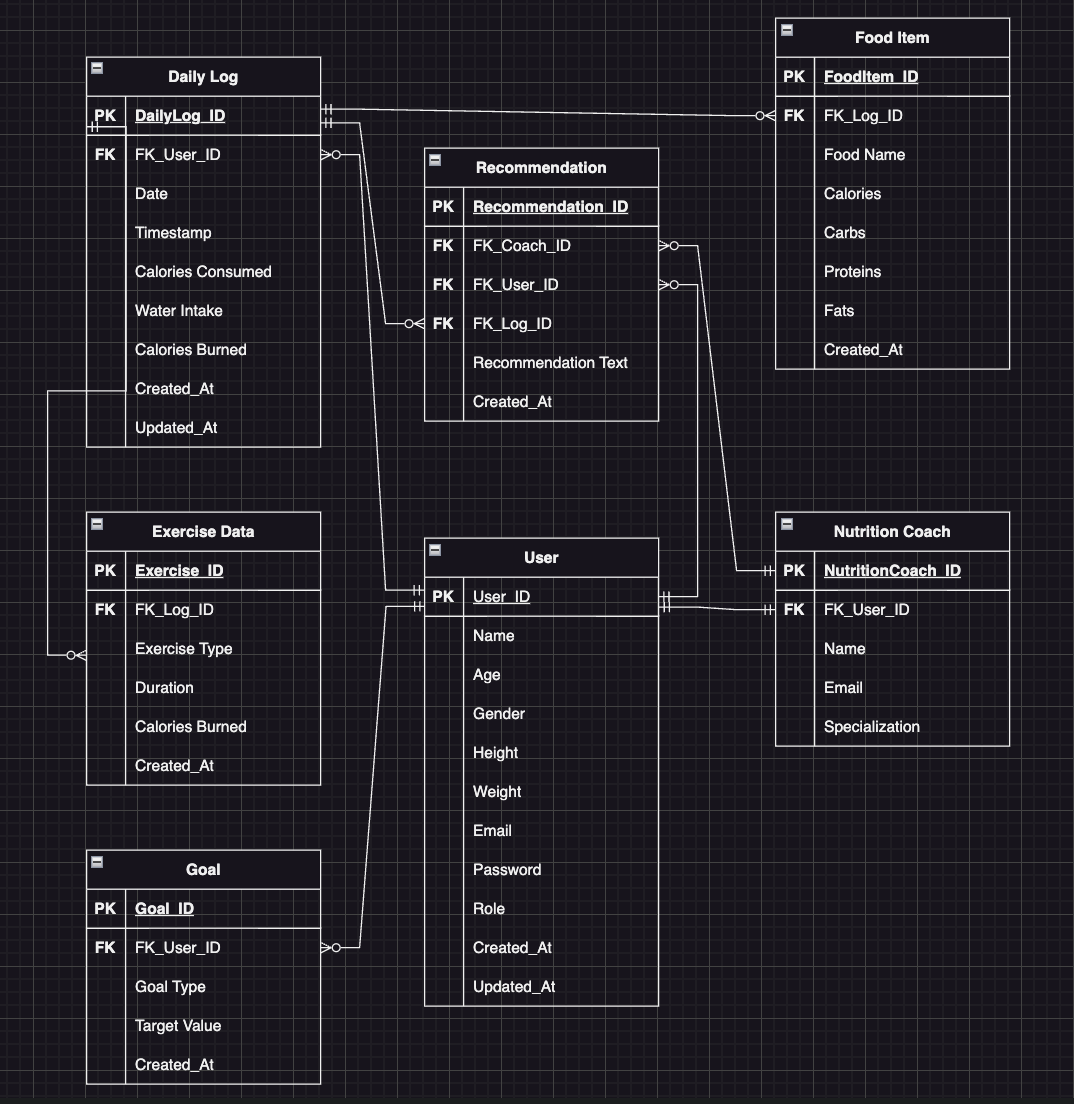 Daily Log
PK DailyLog_ID
FK FK_User_ID
Date
Timestamp
Calories Consumed
Water Intake
Calories Burned
Created_At
Updated_At
Food Item
PK FoodItem_ID
FK FK_Log_ID
Food Name
Calories
Carbs
Proteins
Fats
Created_At
Recommendation
PK Recommendation_ID
FK FK_Coach_ID
FK FK_User_ID
FK FK_Log_ID
Recommendation Text
Created_At
Exercise Data
PK Exercise_ID
FK FK_Log_ID
Exercise Type
Duration
Calories Burned
Created_At
User
PK User_ID
Name
Age
Gender
Height
Weight
Email
Password
Role
Created_At
Updated_At
Nutrition Coach
PK NutritionCoach_ID
FK FK_User_ID
Name
Email
Specialization
Goal
PK Goal_ID
FK FK_User_ID
Goal Type
Target Value
Created_At